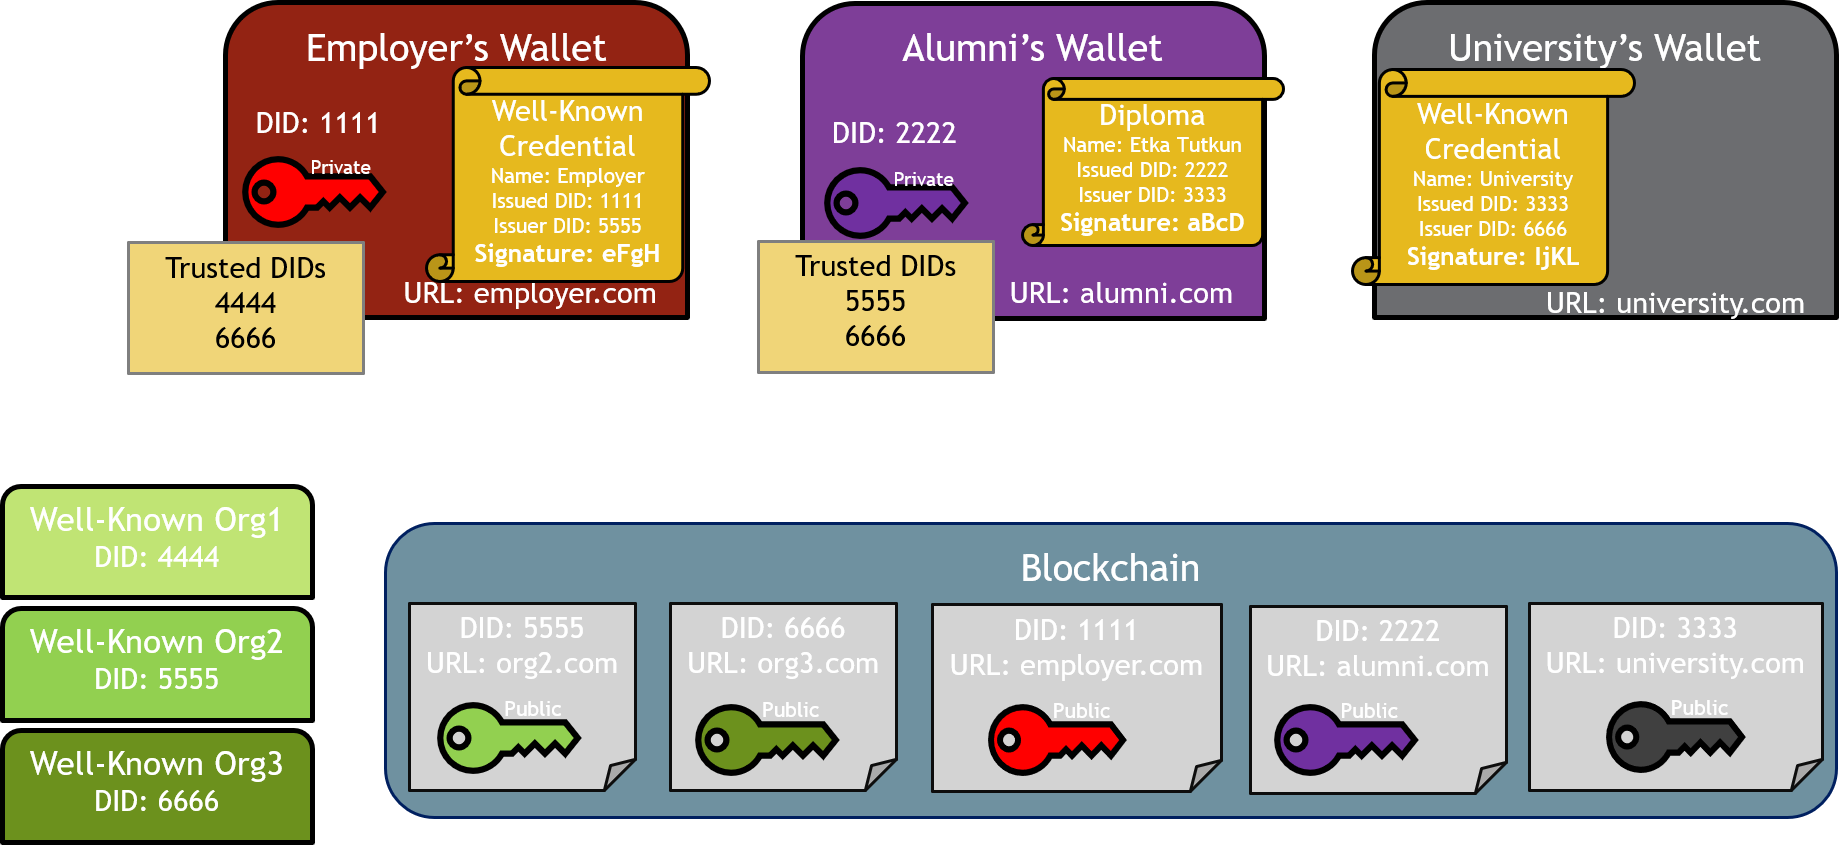 Employer’s Wallet
DID: 1111
Private
Well-Known
Credential
Name: Employer
Issued DID: 1111
Issuer DID: 5555
Signature: eFgH
URL: employer.com
Trusted DIDs
4444
6666
Alumni’s Wallet
DID: 2222
Private
Diploma
Name: Etka Tutkun
Issued DID: 2222
Issuer DID: 3333
Signature: aBcD
URL: alumni.com
Trusted DIDs
5555
6666
University’s Wallet
Well-Known
Credential
Name: University
Issued DID: 3333
Issuer DID: 6666
Signature: IjKL
URL: university.com
Well-Known Org1
DID: 4444
Well-Known Org2
DID: 5555
Well-Known Org3
DID: 6666
Blockchain
DID: 5555
URL: org2.com
Public
DID: 6666
URL: org3.com
Public
DID: 1111
URL: employer.com
Public
DID: 2222
URL: alumni.com
Public
DID: 3333
URL: university.com
Public